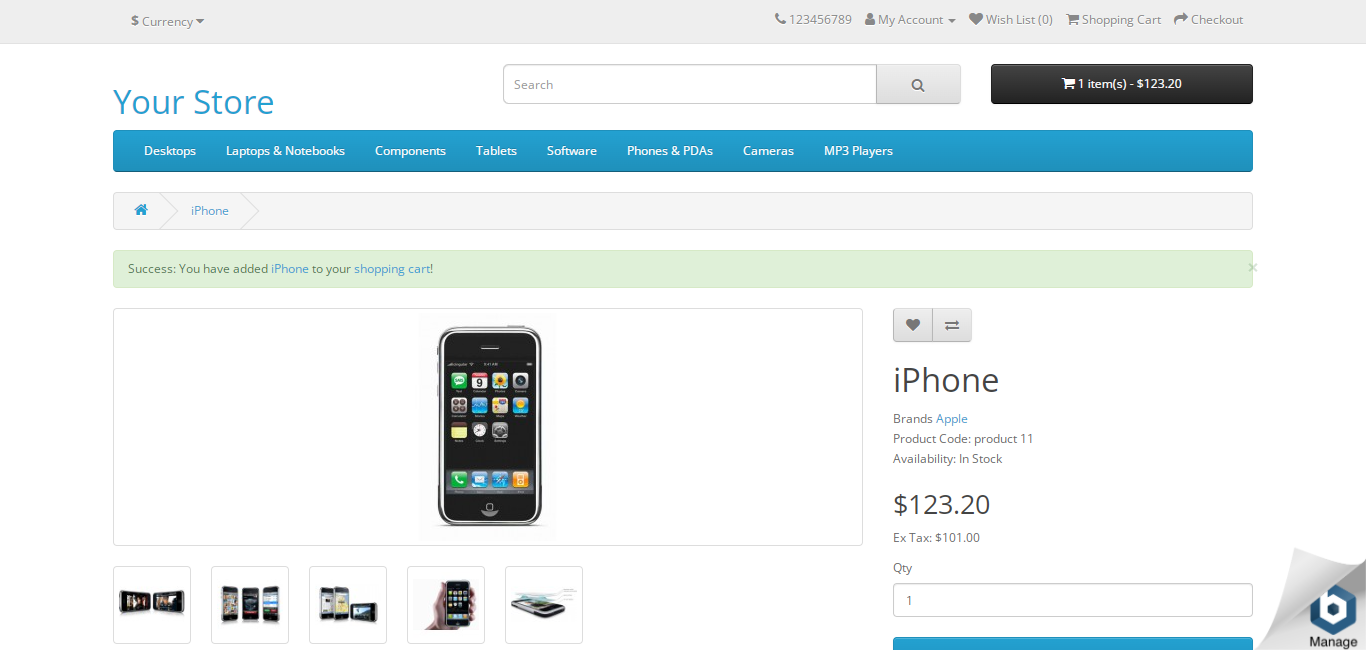 $ Currency
123456789 My Account Wish List (0) Shopping Cart Checkout
Your Store
Search
1 item(s) - $123.20
Desktops Laptops & Notebooks Components Tablets Software Phones & PDAs Cameras MP3 Players
iPhone
Success: You have added iPhone to your shopping cart!
×
9
iPhone
Brands Apple
Product Code: product 11
Availability: In Stock
$123.20
Ex Tax: $101.00
Qty
1
b
Manage